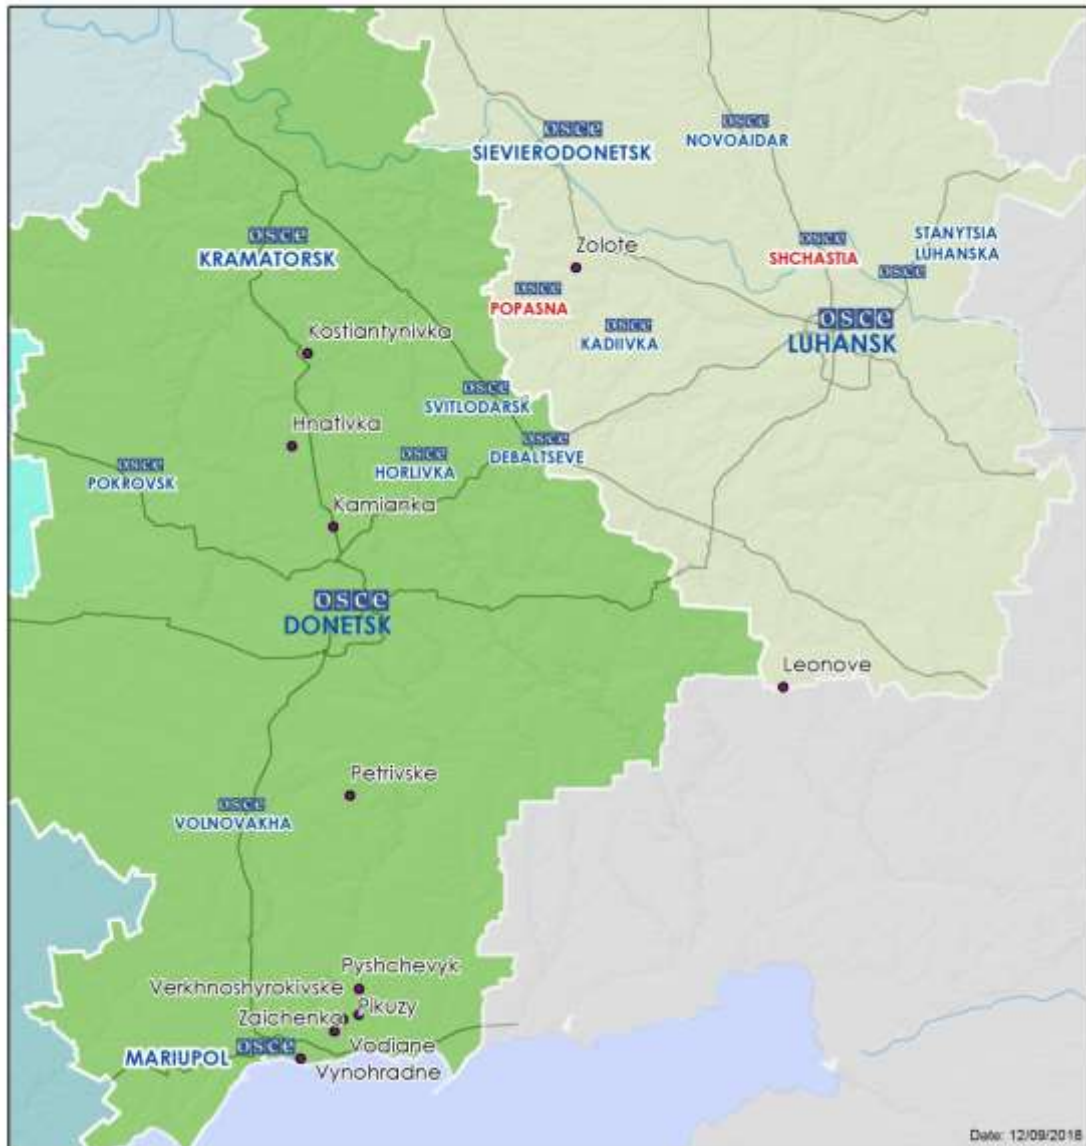 osce
SIEVIERODONETSK
osce
NOVOAIDAR
osce
KRAMATORSK
Zolote
osce
SHCHASTIA
STANYTSIA
LUHANSKA
osce
osce
POPASNA
osce
KADIIVKA
osce
LUHANSK
Kostiantynivka
osce
SVITLODARSK
Hnativka
osce
HORLIVKA
osce
DEBALTSEVE
osce
POKROVSK
Kamianka
osce
DONETSK
Leonove
Petrivske
osce
VOLNOVAKHA
Pyshchevyk
Verkhnoshyrokivske
Pikuzy
Zaichenko
Vodiane
MARIUPOL osce
Vynohradne
Date: 12/09/2018